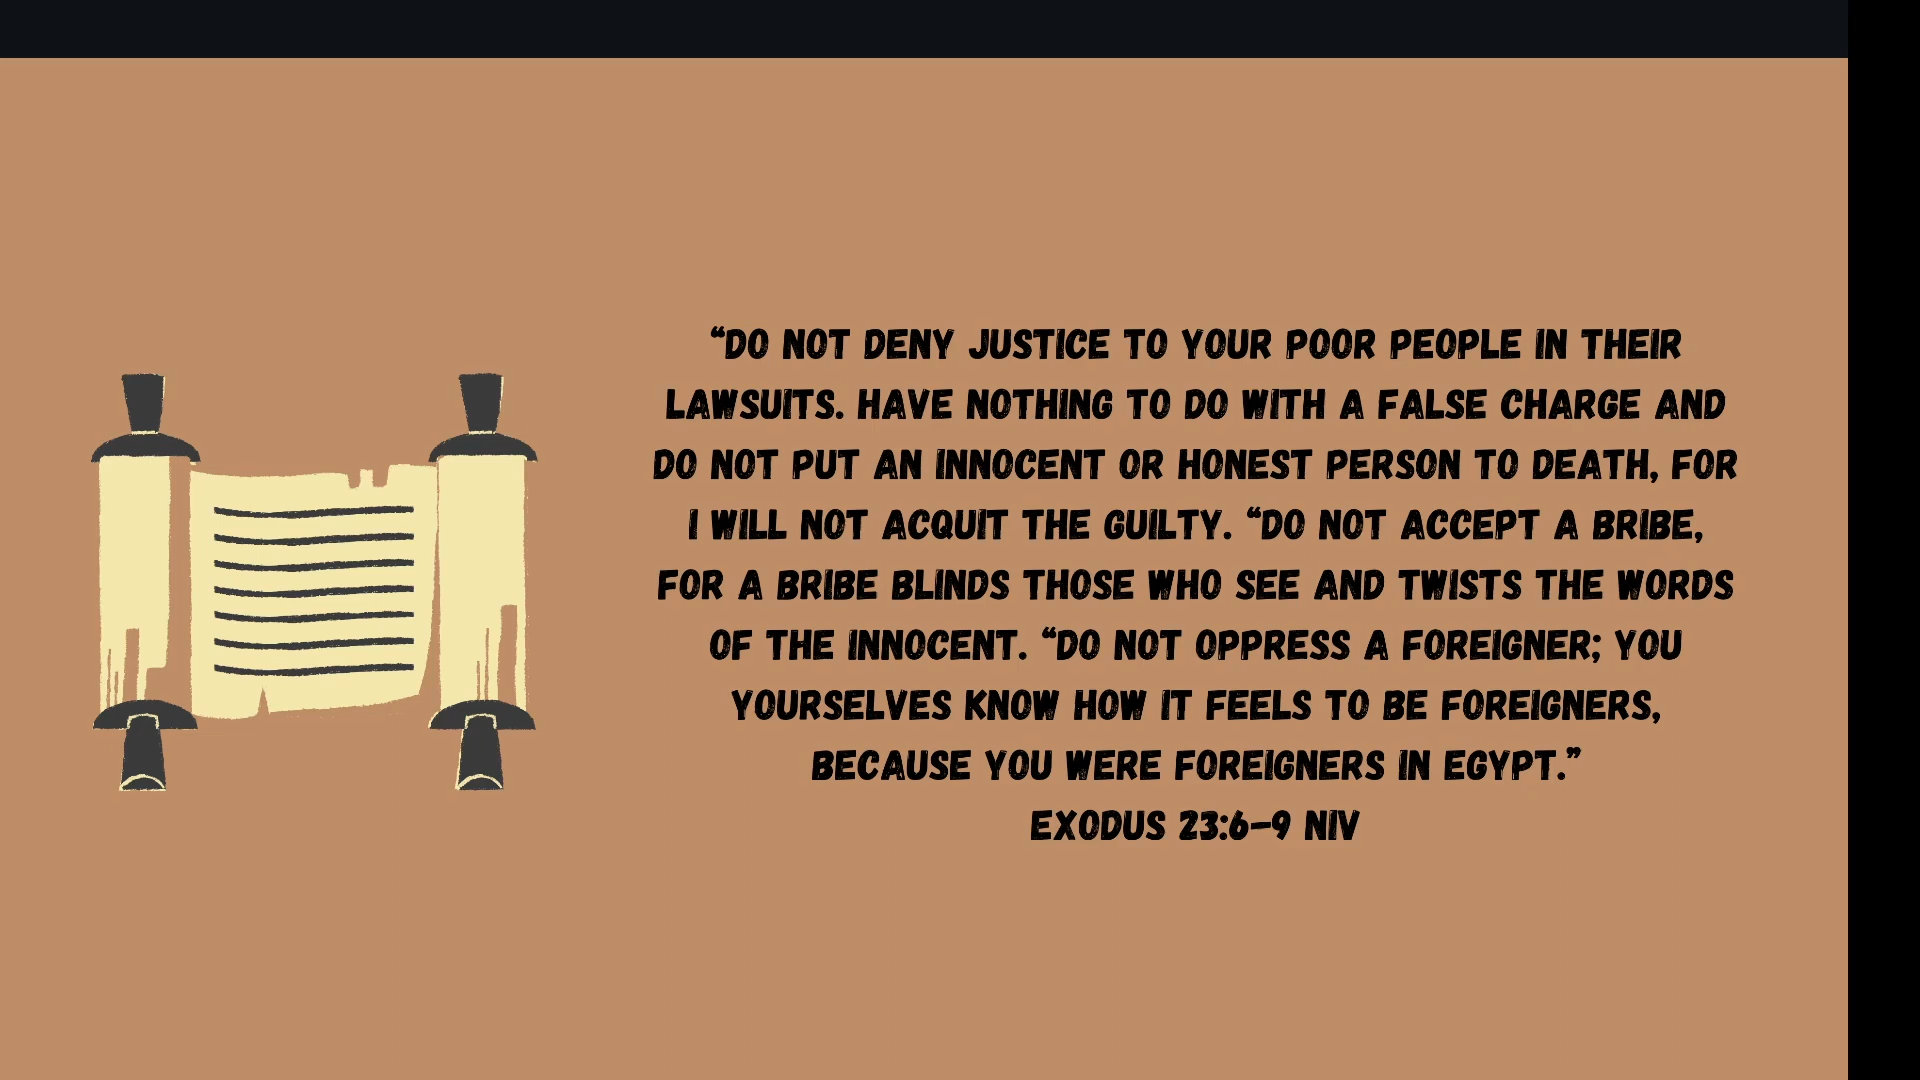 “DO NOT DENY JUSTICE TO YOUR POOR PEOPLE IN THEIR
LAWSUITS. HAVE NOTHING TO DO WITH A FALSE CHARGE AND
DO NOT PUT AN INNOCENT OR HONEST PERSON TO DEATH, FOR
I WILL NOT ACQUIT THE GUILTY. “DO NOT ACCEPT A BRIBE,
FOR A BRIBE BLINDS THOSE WHO SEE AND TWISTS THE WORDS
OF THE INNOCENT. “DO NOT OPPRESS A FOREIGNER; YOU
YOURSELVES KNOW HOW IT FEELS TO BE FOREIGNERS,
BECAUSE YOU WERE FOREIGNERS IN EGYPT.”
EXODUS 23:6–9 NIV